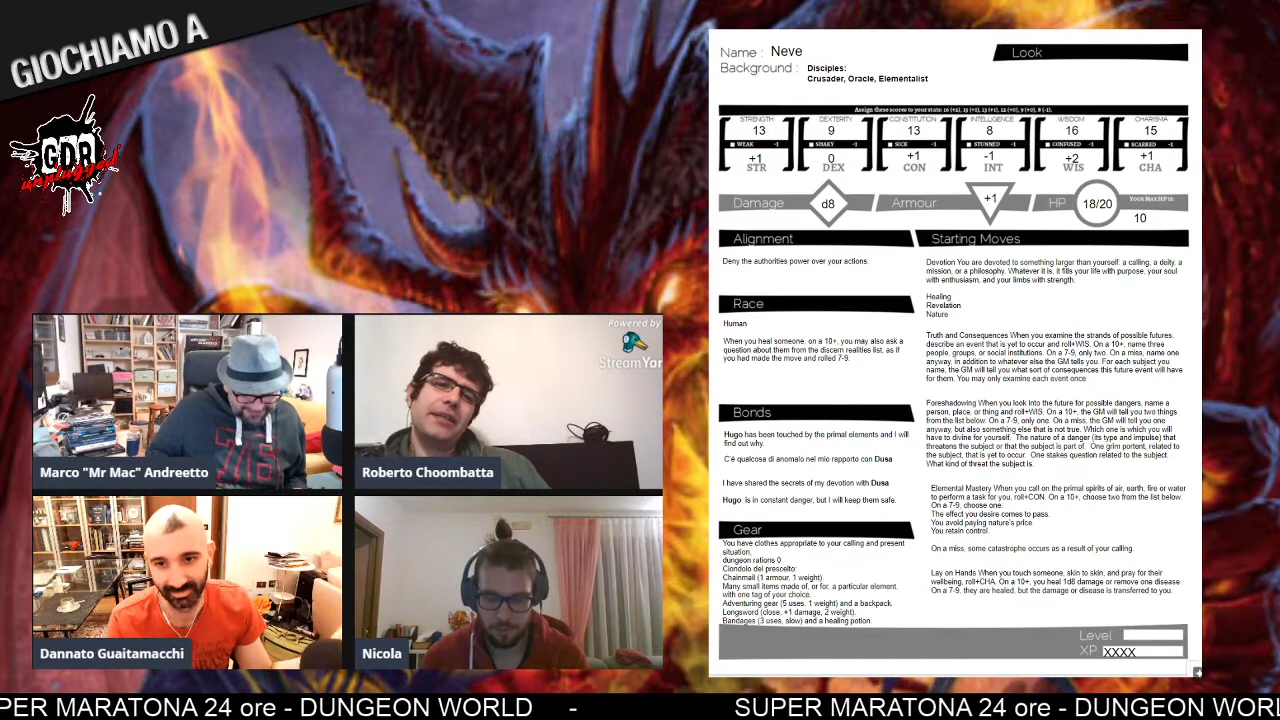 GIOCHIAMO A
GDR
unplugged
Powered by
StreamYar
Marco "Mr Mac" Andreetto
Roberto Choombatta
Dannato Guaitamacchi
Nicola
Name : Neve
Look
Background : Disciples:
Crusader, Oracle, Elementalist
Assign these scores to your stats: 16 (+2), 15 (+1), 13 (+1), 12 (+0), 9 (+0), 8 (-1).
STRENGTH DEXTERITY CONSTITUTION INTELLIGENCE WISDOM CHARISMA
13 9 13 8 16 15
WEAK -1 SHAKY -1 SICK -1 STUNNED -1 CONFUSED -1 SCARRED -1
+1 0 +1 -1 +2 +1
STR DEX CON INT WIS CHA
Damage d8 Armour +1 HP 18/20 YOUR MAX HP IS:
10
Alignment
Deny the authorities power over your actions.
Race
Human
When you heal someone, on a 10+, you may also ask a
question about them from the discern realities list, as if
you had made the move and rolled 7-9.
Bonds
Hugo has been touched by the primal elements and I will
find out why.
C'è qualcosa di anomalo nel mio rapporto con Dusa
I have shared the secrets of my devotion with Dusa
Hugo is in constant danger, but I will keep them safe.
Gear
You have clothes appropriate to your calling and present
situation,
dungeon rations 0
Ciondolo del prescelto:
Chainmail (1 armour, 1 weight).
Many small items made of, or for, a particular element,
with one tag of your choice.
Adventuring gear (5 uses, 1 weight) and a backpack.
Longsword (close, +1 damage, 2 weight).
Bandages (3 uses, slow) and a healing potion.
Starting Moves
Devotion You are devoted to something larger than yourself: a calling, a deity, a
mission, or a philosophy. Whatever it is, it fills your life with purpose, your soul
with enthusiasm, and your limbs with strength.
Healing
Revelation
Nature
Truth and Consequences When you examine the strands of possible futures,
describe an event that is yet to occur and roll+WIS. On a 10+, name three
people, groups, or social institutions. On a 7-9, only two. On a miss, name one
anyway, in addition to whatever else the GM tells you. For each subject you
name, the GM will tell you what sort of consequences this future event will have
for them. You may only examine each event once
Foreshadowing When you look into the future for possible dangers, name a
person, place, or thing and roll+WIS. On a 10+, the GM will tell you two things
from the list below. On a 7-9, only one. On a miss, the GM will tell you one
anyway, but also something else that is not true. Which one is which you will
have to divine for yourself. The nature of a danger (its type and impulse) that
threatens the subject or that the subject is part of. One grim portent, related to
the subject, that is yet to occur. One stakes question related to the subject.
What kind of threat the subject is.
Elemental Mastery When you call on the primal spirits of air, earth, fire or water
to perform a task for you, roll+CON. On a 10+, choose two from the list below.
On a 7-9, choose one:
The effect you desire comes to pass.
You avoid paying nature's price.
You retain control.
On a miss, some catastrophe occurs as a result of your calling.
Lay on Hands When you touch someone, skin to skin, and pray for their
wellbeing, roll+CHA. On a 10+, you heal 1d8 damage or remove one disease.
On a 7-9, they are healed, but the damage or disease is transferred to you.
Level
XP XXXX
PER MARATONA 24 ore - DUNGEON WORLD - SUPER MARATONA 24 ore - DUNGEON WORL